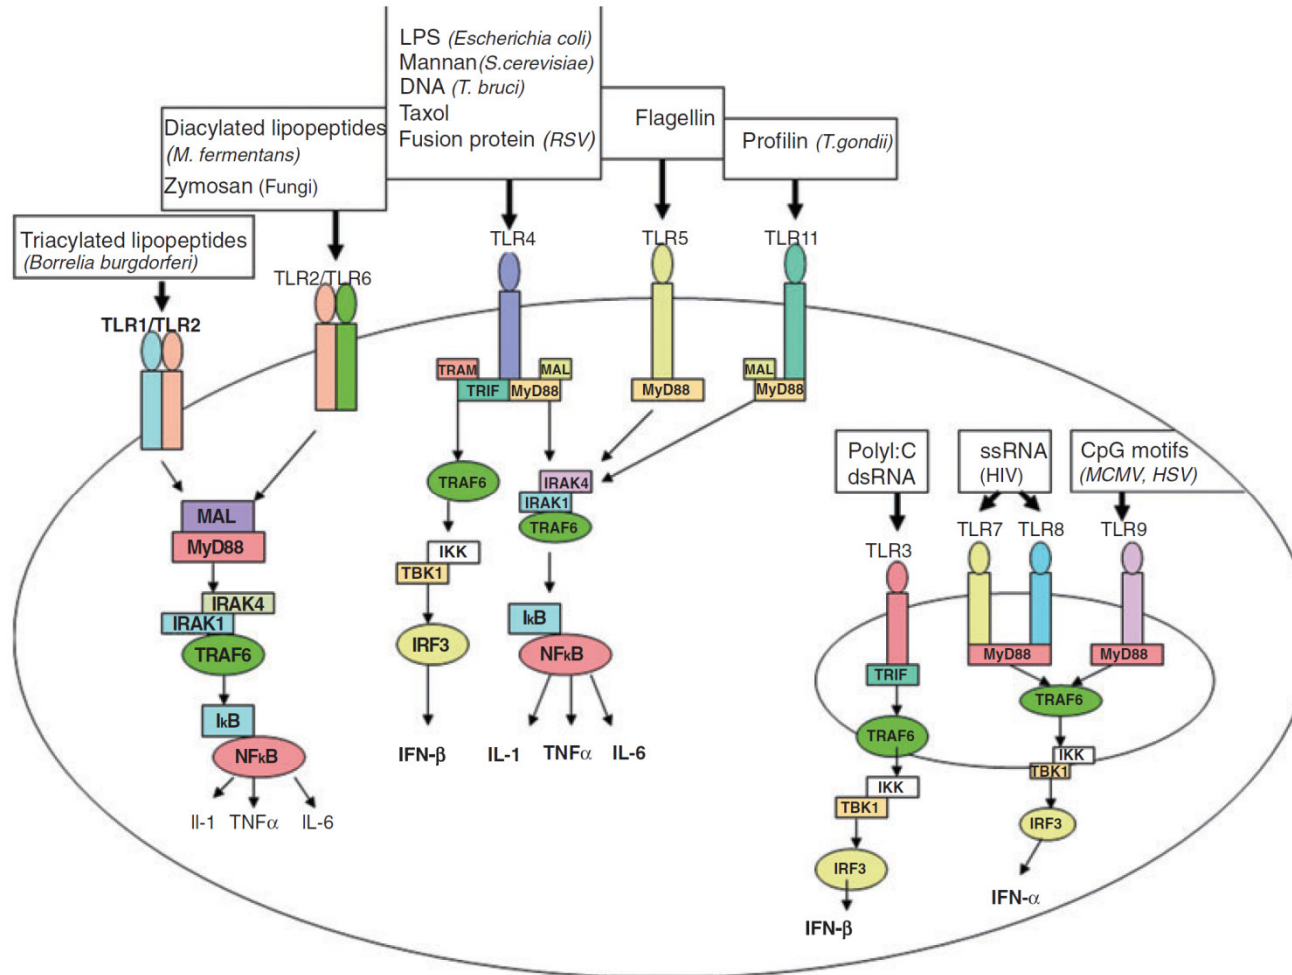 LPS (Escherichia coli)
Mannan(S.cerevisiae)
DNA (T. bruci)
Taxol
Fusion protein (RSV)
Diacylated lipopeptides
(M. fermentans)
Zymosan (Fungi)
Flagellin
Profilin (T.gondii)
Triacylated lipopeptides
(Borrelia burgdorferi)
TLR1/TLR2
TLR2/TLR6
TLR4
TLR5
TLR11
TRAM
MAL
TRIF
MyD88
MyD88
MAL
MyD88
TRAF6
IRAK4
IRAK1
TRAF6
IKK
TBK1
IRF3
IkB
NFkB
IFN-β
IL-1
TNFα
IL-6
MAL
MyD88
IRAK4
IRAK1
TRAF6
IkB
NFkB
Il-1
TNFα
IL-6
PolyI:C
dsRNA
ssRNA
(HIV)
CpG motifs
(MCMV, HSV)
TLR3
TLR7
TLR8
TLR9
TRIF
MyD88
MyD88
TRAF6
TRAF6
IKK
TBK1
IKK
TBK1
IRF3
IRF3
IFN-β
IFN-α